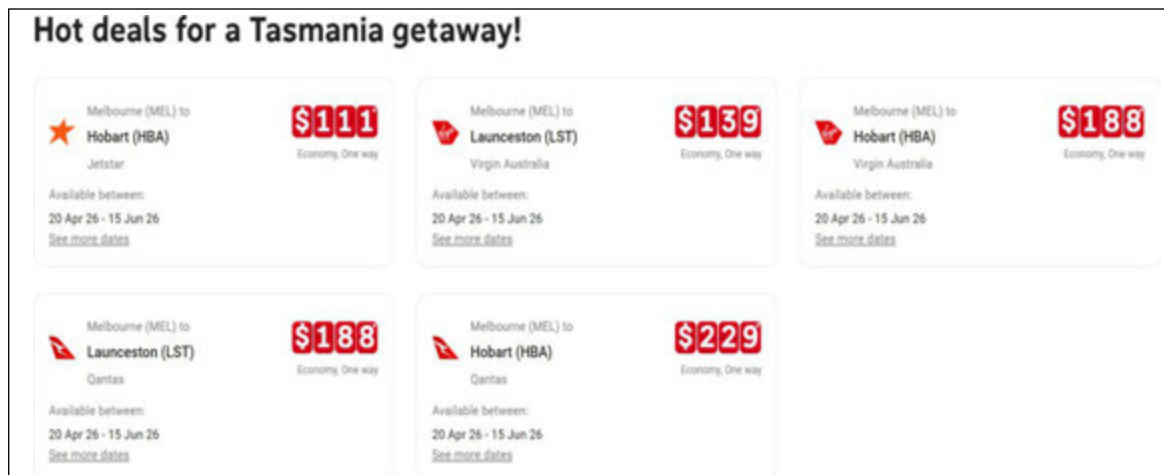 Hot deals for a Tasmania getaway!
Melbourne (MEL) to
Hobart (HBA)
Jetstar
$111*
Economy, One way
Available between:
20 Apr 26 - 15 Jun 26
See more dates
Melbourne (MEL) to
Launceston (LST)
Virgin Australia
$139*
Economy, One way
Available between:
20 Apr 26 - 15 Jun 26
See more dates
Melbourne (MEL) to
Hobart (HBA)
Virgin Australia
$188*
Economy, One way
Available between:
20 Apr 26 - 15 Jun 26
See more dates
Melbourne (MEL) to
Launceston (LST)
Qantas
$188*
Economy, One way
Available between:
20 Apr 26 - 15 Jun 26
See more dates
Melbourne (MEL) to
Hobart (HBA)
Qantas
$229*
Economy, One way
Available between:
20 Apr 26 - 15 Jun 26
See more dates